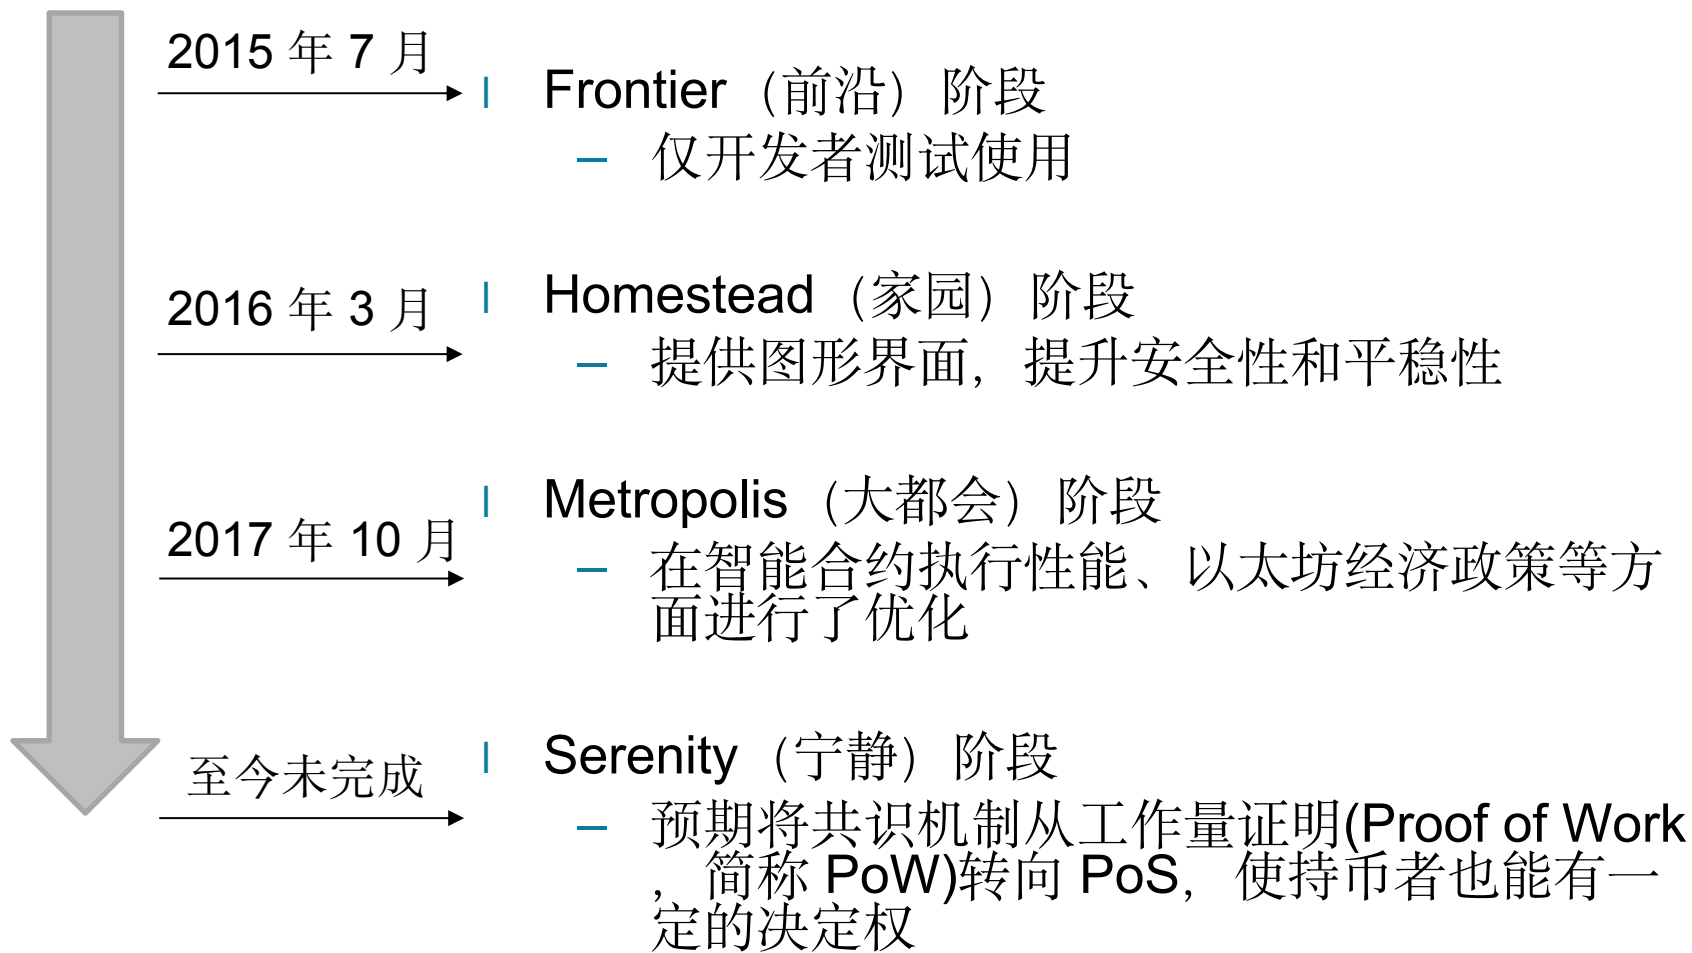 2015 年 7 月
Frontier（前沿）阶段
– 仅开发者测试使用
2016 年 3 月
Homestead（家园）阶段
– 提供图形界面，提升安全性和平稳性
2017 年 10 月
Metropolis（大都会）阶段
– 在智能合约执行性能、以太坊经济政策等方
面进行了优化
至今未完成
Serenity（宁静）阶段
– 预期将共识机制从工作量证明(Proof of Work
，简称 PoW)转向 PoS，使持币者也能有一
定的决定权